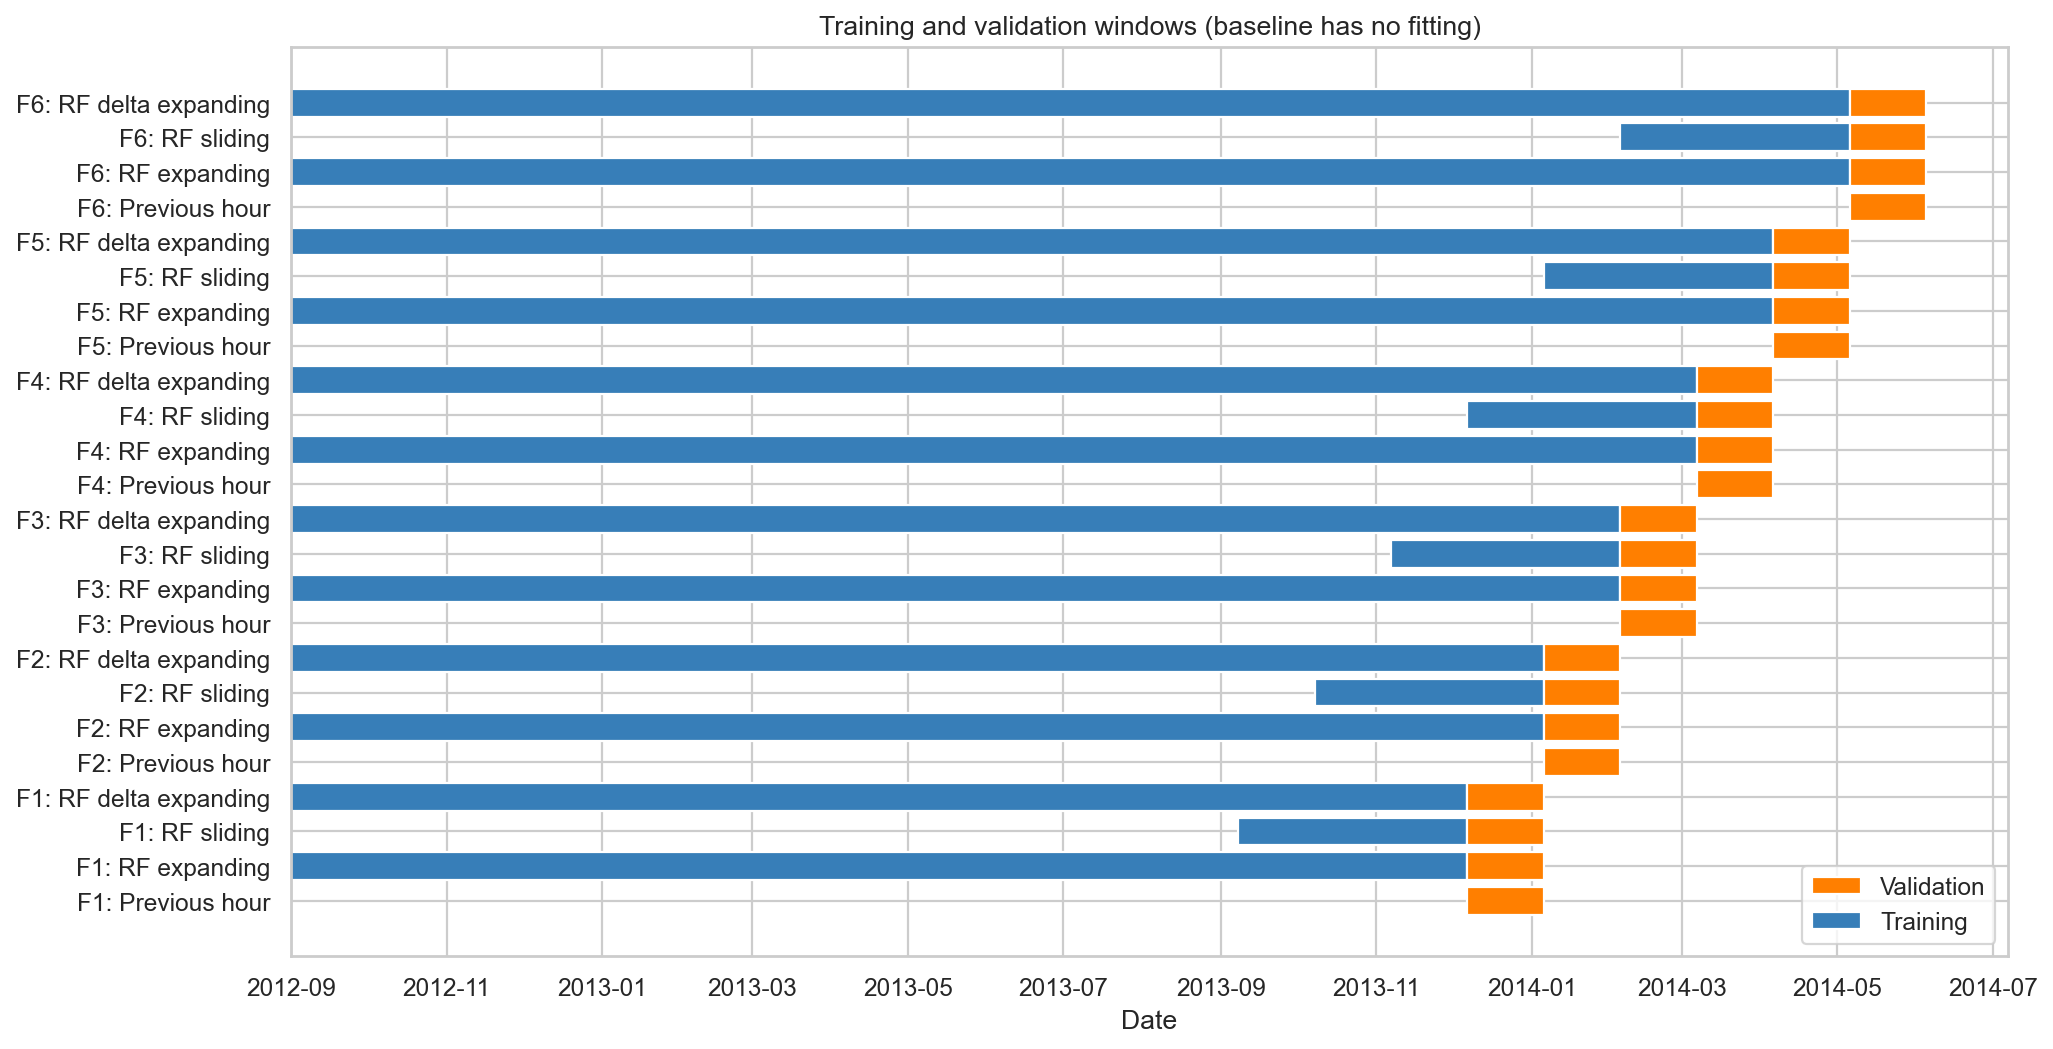 Training and validation windows (baseline has no fitting)
F6: RF delta expanding
F6: RF sliding
F6: RF expanding
F6: Previous hour
F5: RF delta expanding
F5: RF sliding
F5: RF expanding
F5: Previous hour
F4: RF delta expanding
F4: RF sliding
F4: RF expanding
F4: Previous hour
F3: RF delta expanding
F3: RF sliding
F3: RF expanding
F3: Previous hour
F2: RF delta expanding
F2: RF sliding
F2: RF expanding
F2: Previous hour
F1: RF delta expanding
F1: RF sliding
F1: RF expanding
F1: Previous hour
Validation
Training
2012-09 2012-11 2013-01 2013-03 2013-05 2013-07 2013-09 2013-11 2014-01 2014-03 2014-05 2014-07
Date